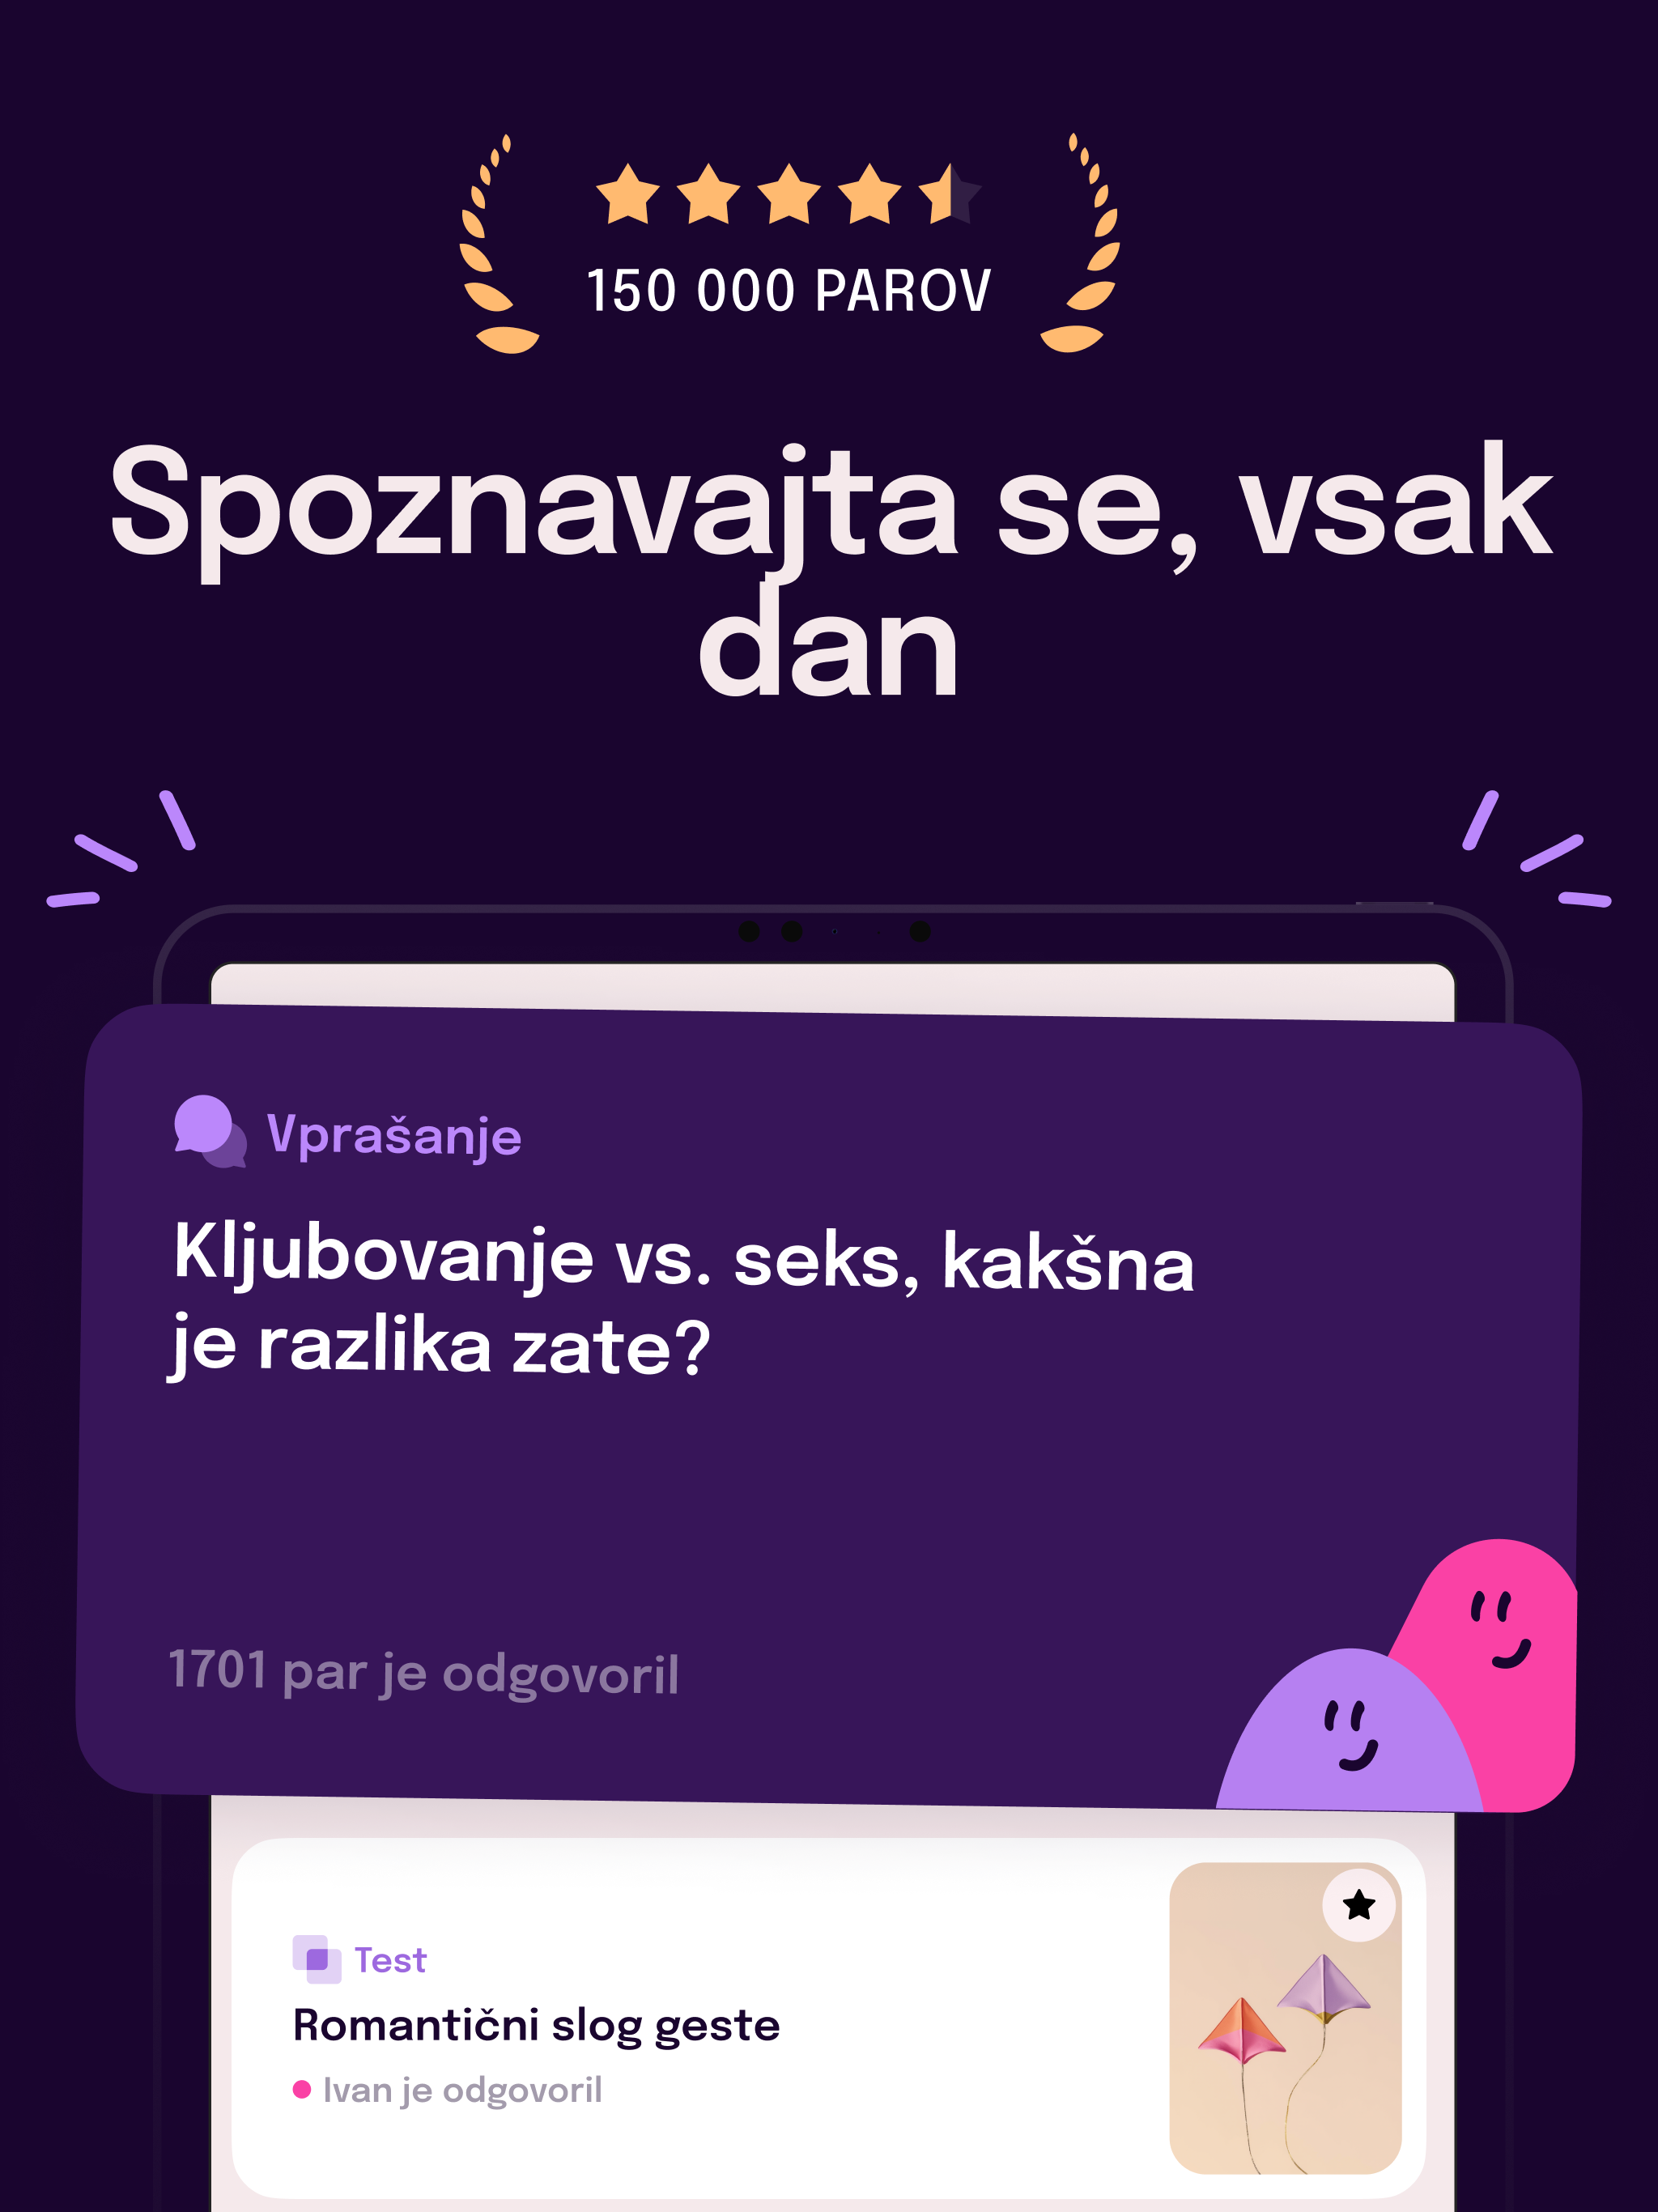 150 000 PAROV
Spoznavajta se, vsak
dan
Vprašanje
Kljubovanje vs. seks, kakšna
je razlika zate?
1701 par je odgovoril
Test
Romantični slog geste
Ivan je odgovoril